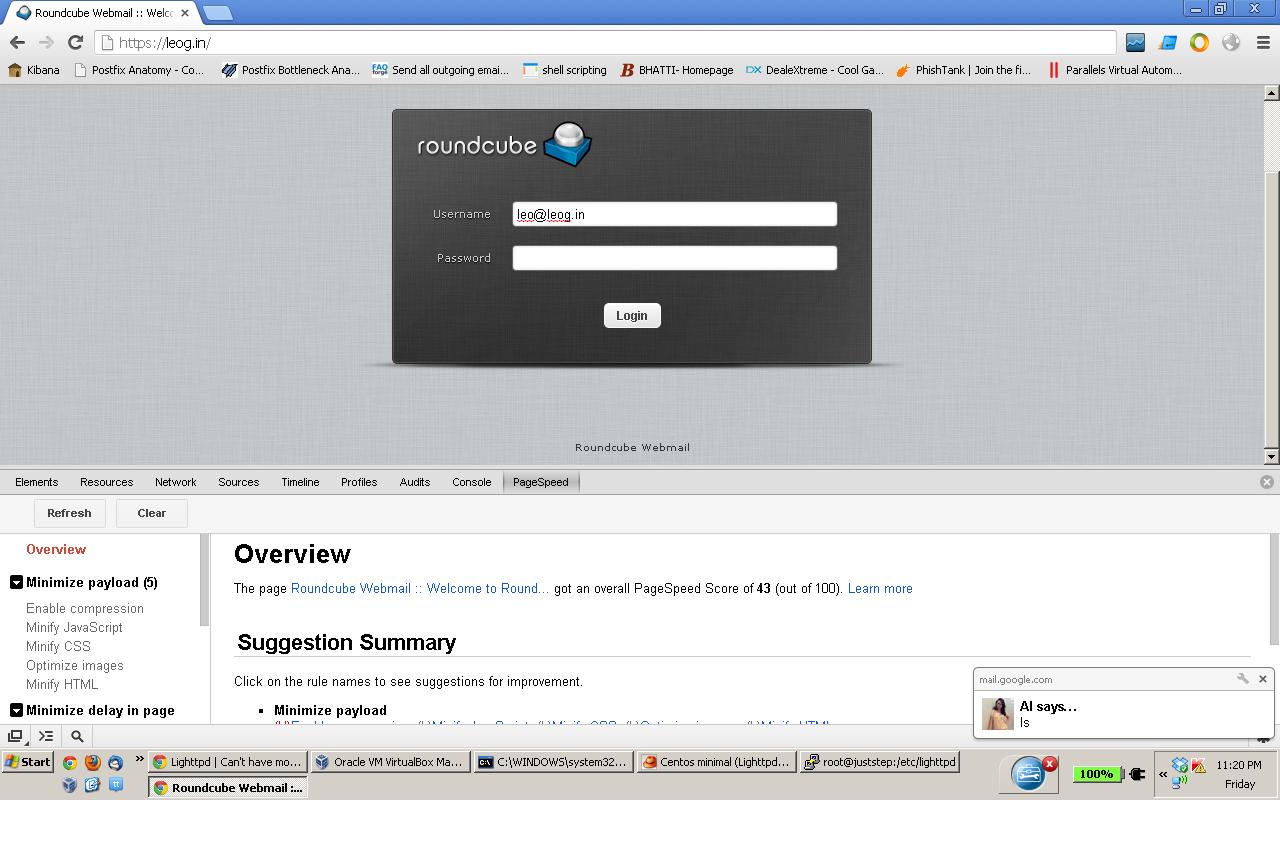 Roundcube Webmail :: Welc
https://leog.in/
Kibana Postfix Anatomy - Co... Postfix Bottleneck Ana... FAQ forge Send all outgoing emai... shell scripting B BHATTI- Homepage DX DealeXtreme - Cool Ga... PhishTank | Join the fi... Parallels Virtual Autom...
roundcube
Username leo@leog.in
Password
Login
Roundcube Webmail
Elements Resources Network Sources Timeline Profiles Audits Console PageSpeed
Refresh Clear
Overview
Minimize payload (5)
Enable compression
Minify JavaScript
Minify CSS
Optimize images
Minify HTML
Minimize delay in page
Overview
The page Roundcube Webmail :: Welcome to Round... got an overall PageSpeed Score of 43 (out of 100). Learn more
Suggestion Summary
Click on the rule names to see suggestions for improvement.
Minimize payload
mail.google.com
Al says...
ls
Start Lighttpd | Can't have mo... Oracle VM VirtualBox Ma... C:\WINDOWS\system32... Centos minimal (Lighttpd... root@juststep:/etc/lighttpd
Roundcube Webmail :...
100%
11:20 PM
Friday